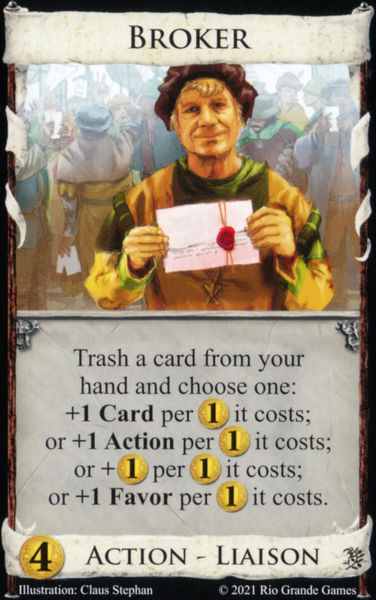 BROKER
Trash a card from your
hand and choose one:
+1 Card per 1 it costs;
or +1 Action per 1 it costs;
or +1 per 1 it costs;
or +1 Favor per 1 it costs.
4 ACTION - LIAISON
Illustration: Claus Stephan © 2021 Rio Grande Games